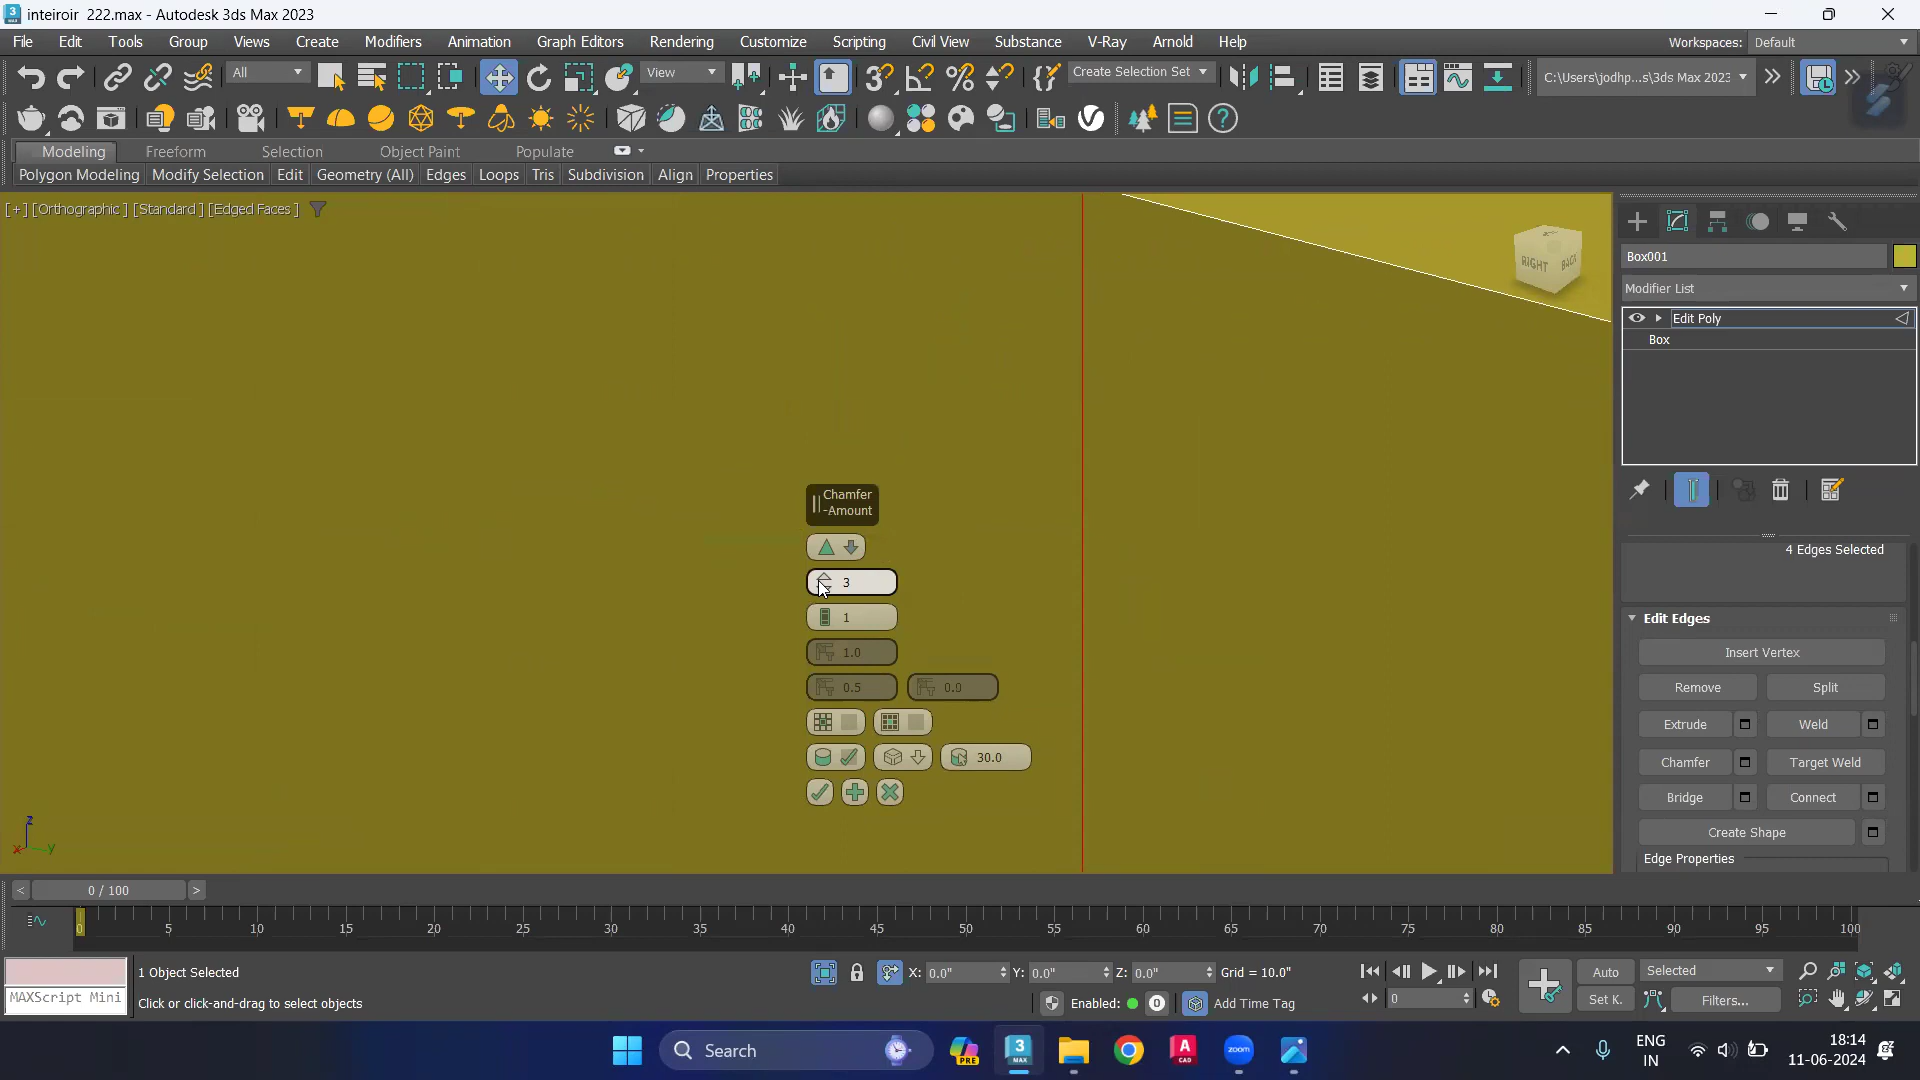 inteiroir  222.max - Autodesk 3ds Max 2023
File Edit Tools Group Views Create Modifiers Animation Graph Editors Rendering Customize Scripting Civil View Substance V-Ray Arnold Help Workspaces: Default
All View Create Selection Set C:\Users\jodhp...s\3ds Max 2023
Modeling Freeform Selection Object Paint Populate
Polygon Modeling Modify Selection Edit Geometry (All) Edges Loops Tris Subdivision Align Properties
[+] [Orthographic ] [Standard ] [Edged Faces ]
RIGHT BACK
Box001
Modifier List
Edit Poly
Box
Chamfer
-Amount
3
1
1.0
0.5 0.0
30.0
4 Edges Selected
Edit Edges
Insert Vertex
Remove Split
Extrude Weld
Chamfer Target Weld
Bridge Connect
Create Shape
Edge Properties
z
x y
< 0 / 100 >
0 5 10 15 20 25 30 35 40 45 50 55 60 65 70 75 80 85 90 95 100
MAXScript Mini
1 Object Selected
Click or click-and-drag to select objects
X: 0.0" Y: 0.0" Z: 0.0" Grid = 10.0"
Enabled: 0 Add Time Tag
0
Auto Selected
Set K. Filters...
Search
PRE
3 MAX
A CAD
zoom
ENG
IN
18:14
11-06-2024